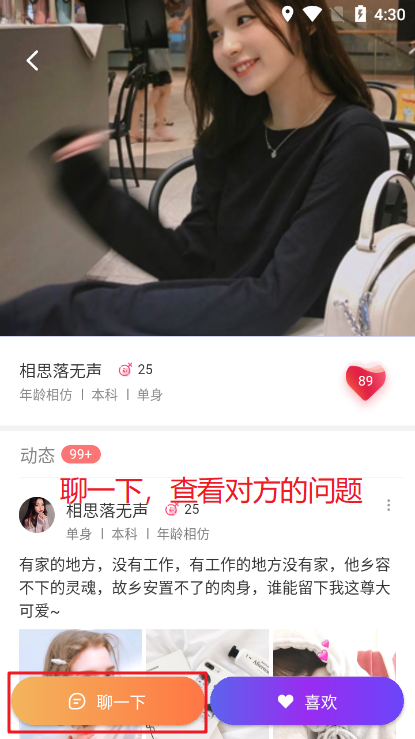 4:30
相思落无声 25
年龄相仿 | 本科 | 单身
89
动态 99+
聊一下，查看对方的问题
相思落无声 25
单身 | 本科 | 年龄相仿
有家的地方，没有工作，有工作的地方没有家，他乡容
不下的灵魂，故乡安置不了的肉身，谁能留下我这尊大
可爱~
聊一下
喜欢